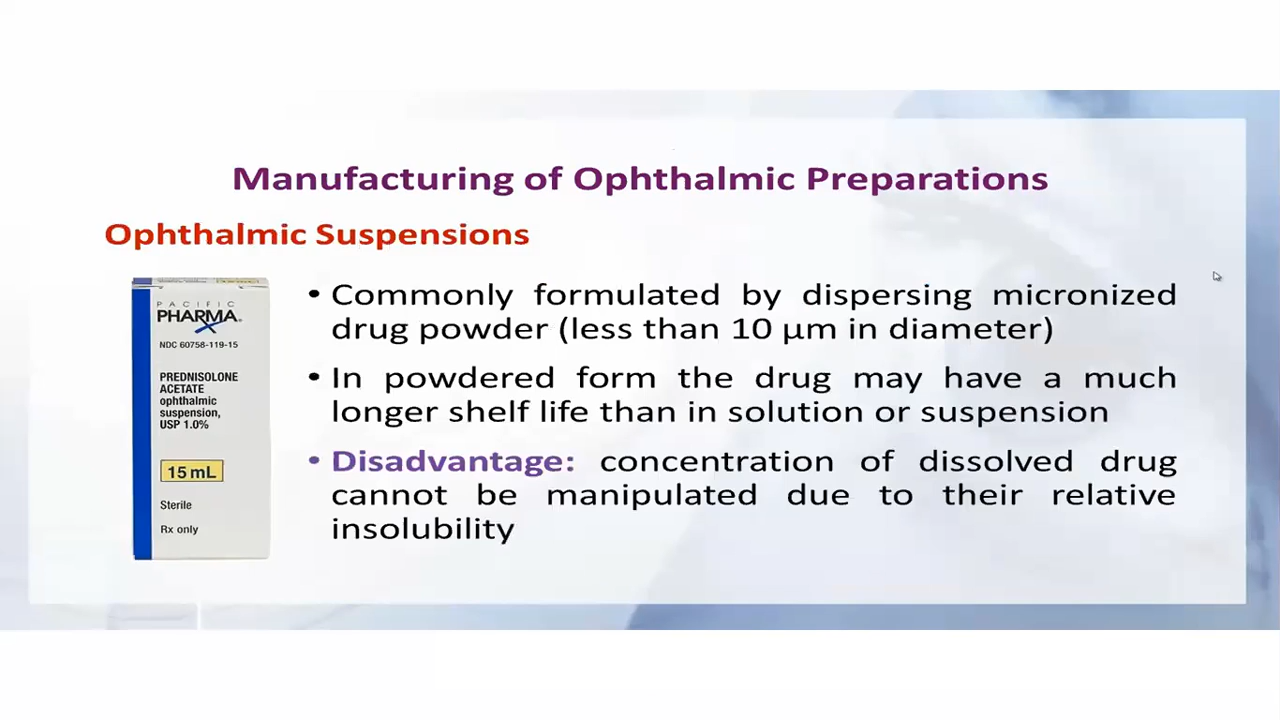 Manufacturing of Ophthalmic Preparations
Ophthalmic Suspensions
PACIFIC
PHARMA
NDC 60758-119-15
PREDNISOLONE
ACETATE
ophthalmic
suspension,
USP 1.0%
15 mL
Sterile
Rx only
• Commonly formulated by dispersing micronized
drug powder (less than 10 µm in diameter)
• In powdered form the drug may have a much
longer shelf life than in solution or suspension
• Disadvantage: concentration of dissolved drug
cannot be manipulated due to their relative
insolubility